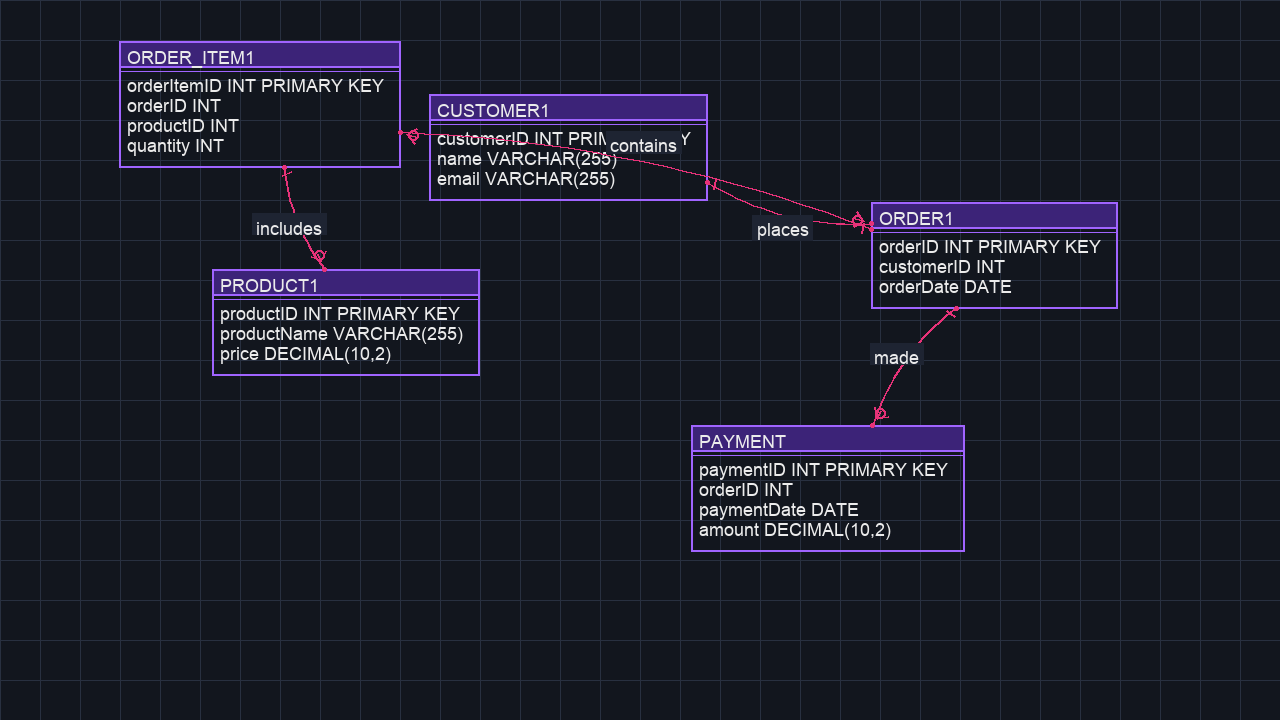 ORDER_ITEM1
orderItemID INT PRIMARY KEY
orderID INT
productID INT
quantity INT
CUSTOMER1
customerID INT
name VARCHAR(255)
email VARCHAR(255)
contains
places
includes
ORDER1
orderID INT PRIMARY KEY
customerID INT
orderDate DATE
PRODUCT1
productID INT PRIMARY KEY
productName VARCHAR(255)
price DECIMAL(10,2)
made
PAYMENT
paymentID INT PRIMARY KEY
orderID INT
paymentDate DATE
amount DECIMAL(10,2)